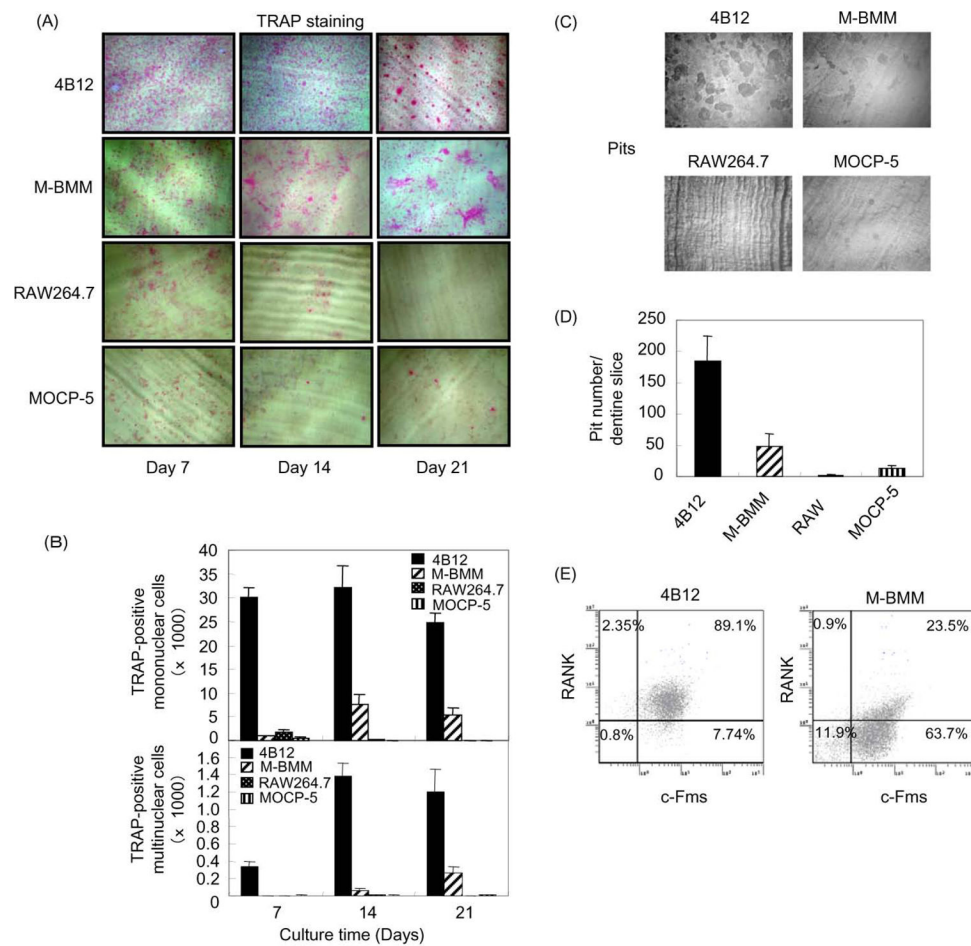 (A)
TRAP staining
4B12
M-BMM
RAW264.7
MOCP-5
Day 7 Day 14 Day 21
(B)
TRAP-positive
mononuclear cells
(× 1000)
40
35
30
25
20
15
10
5
0
4B12
M-BMM
RAW264.7
MOCP-5
TRAP-positive
multinuclear cells
(× 1000)
1.6
1.4
1.2
1.0
0.8
0.6
0.4
0.2
0
4B12
M-BMM
RAW264.7
MOCP-5
7 14 21
Culture time (Days)
(C)
4B12 M-BMM
Pits
RAW264.7 MOCP-5
(D)
Pit number/
dentine slice
250
200
150
100
50
0
4B12 M-BMM RAW MOCP-5
(E)
4B12
2.35% 89.1%
0.8% 7.74%
RANK
c-Fms
M-BMM
0.9% 23.5%
11.9% 63.7%
RANK
c-Fms